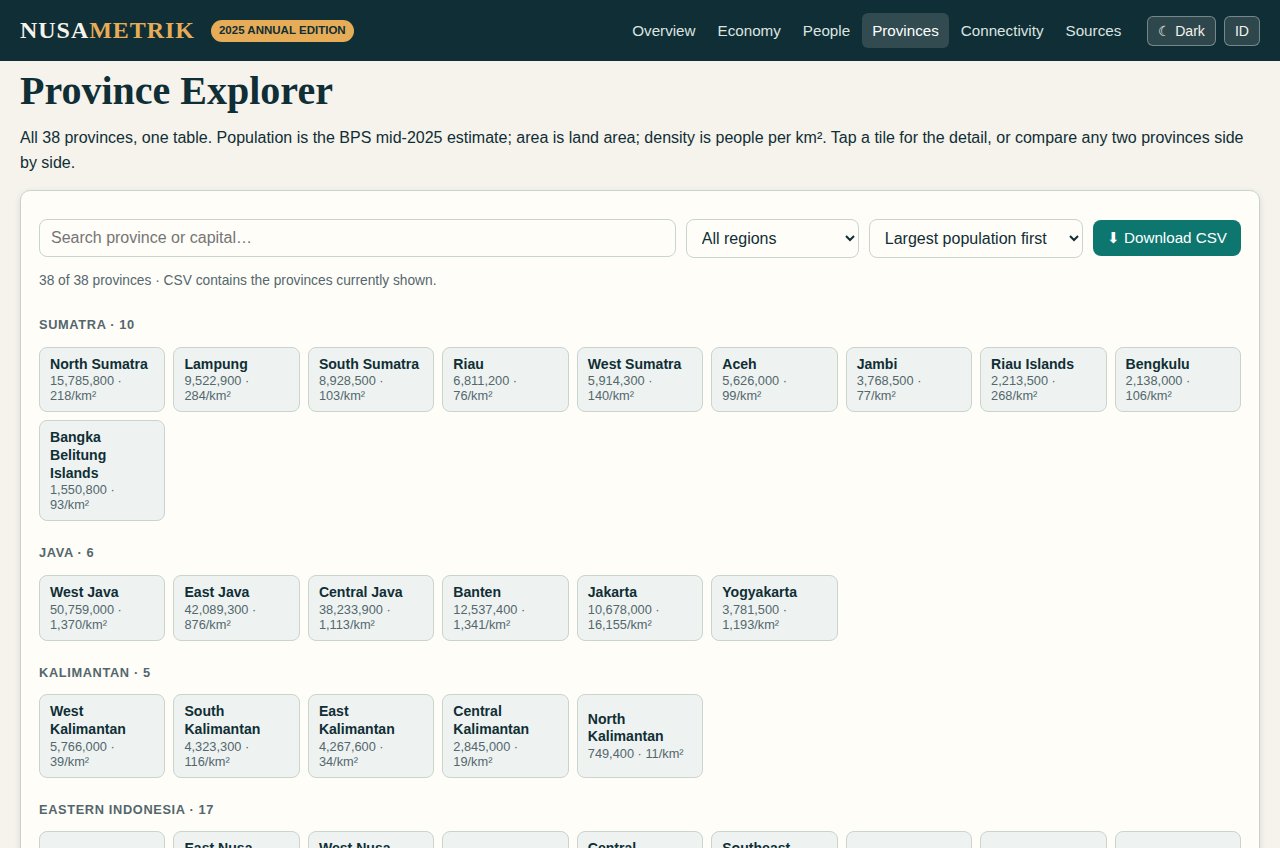 NUSAMETRIK 2025 ANNUAL EDITION Overview Economy People Provinces Connectivity Sources ☾ Dark ID
Province Explorer
All 38 provinces, one table. Population is the BPS mid-2025 estimate; area is land area; density is people per km². Tap a tile for the detail, or compare any two provinces side
by side.
Search province or capital… All regions Largest population first ⬇ Download CSV
38 of 38 provinces · CSV contains the provinces currently shown.
SUMATRA · 10
North Sumatra
15,785,800 ·
218/km²
Lampung
9,522,900 ·
284/km²
South Sumatra
8,928,500 ·
103/km²
Riau
6,811,200 ·
76/km²
West Sumatra
5,914,300 ·
140/km²
Aceh
5,626,000 ·
99/km²
Jambi
3,768,500 ·
77/km²
Riau Islands
2,213,500 ·
268/km²
Bengkulu
2,138,000 ·
106/km²
Bangka
Belitung
Islands
1,550,800 ·
93/km²
JAVA · 6
West Java
50,759,000 ·
1,370/km²
East Java
42,089,300 ·
876/km²
Central Java
38,233,900 ·
1,113/km²
Banten
12,537,400 ·
1,341/km²
Jakarta
10,678,000 ·
16,155/km²
Yogyakarta
3,781,500 ·
1,193/km²
KALIMANTAN · 5
West
Kalimantan
5,766,000 ·
39/km²
South
Kalimantan
4,323,300 ·
116/km²
East
Kalimantan
4,267,600 ·
34/km²
Central
Kalimantan
2,845,000 ·
19/km²
North
Kalimantan
749,400 · 11/km²
EASTERN INDONESIA · 17
East Nusa
West Nusa
Central
Southeast